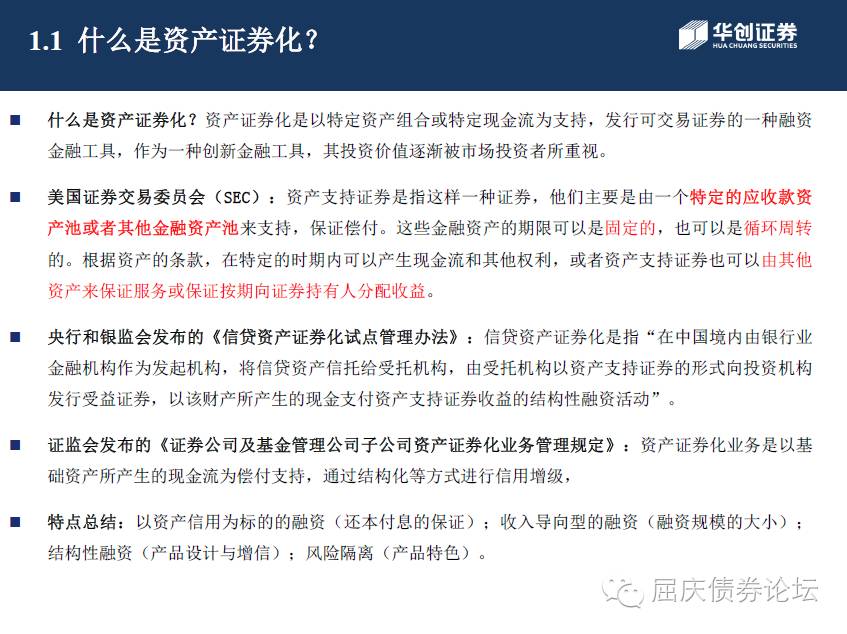 1.1 什么是资产证券化？
华创证券
HUA CHUANG SECURITIES
什么是资产证券化？资产证券化是以特定资产组合或特定现金流为支持，发行可交易证券的一种融资
金融工具，作为一种创新金融工具，其投资价值逐渐被市场投资者所重视。
美国证券交易委员会（SEC）：资产支持证券是指这样一种证券，他们主要是由一个特定的应收款资
产池或者其他金融资产池来支持，保证偿付。这些金融资产的期限可以是固定的，也可以是循环周转
的。根据资产的条款，在特定的时期内可以产生现金流和其他权利，或者资产支持证券也可以由其他
资产来保证服务或保证按期向证券持有人分配收益。
央行和银监会发布的《信贷资产证券化试点管理办法》：信贷资产证券化是指“在中国境内由银行业
金融机构作为发起机构，将信贷资产信托给受托机构，由受托机构以资产支持证券的形式向投资机构
发行受益证券，以该财产所产生的现金支付资产支持证券收益的结构性融资活动”。
证监会发布的《证券公司及基金管理公司子公司资产证券化业务管理规定》：资产证券化业务是以基
础资产所产生的现金流为偿付支持，通过结构化等方式进行信用增级，
特点总结：以资产信用为标的的融资（还本付息的保证）；收入导向型的融资（融资规模的大小）；
结构性融资（产品设计与增信）；风险隔离（产品特色）。
屈庆债券论坛